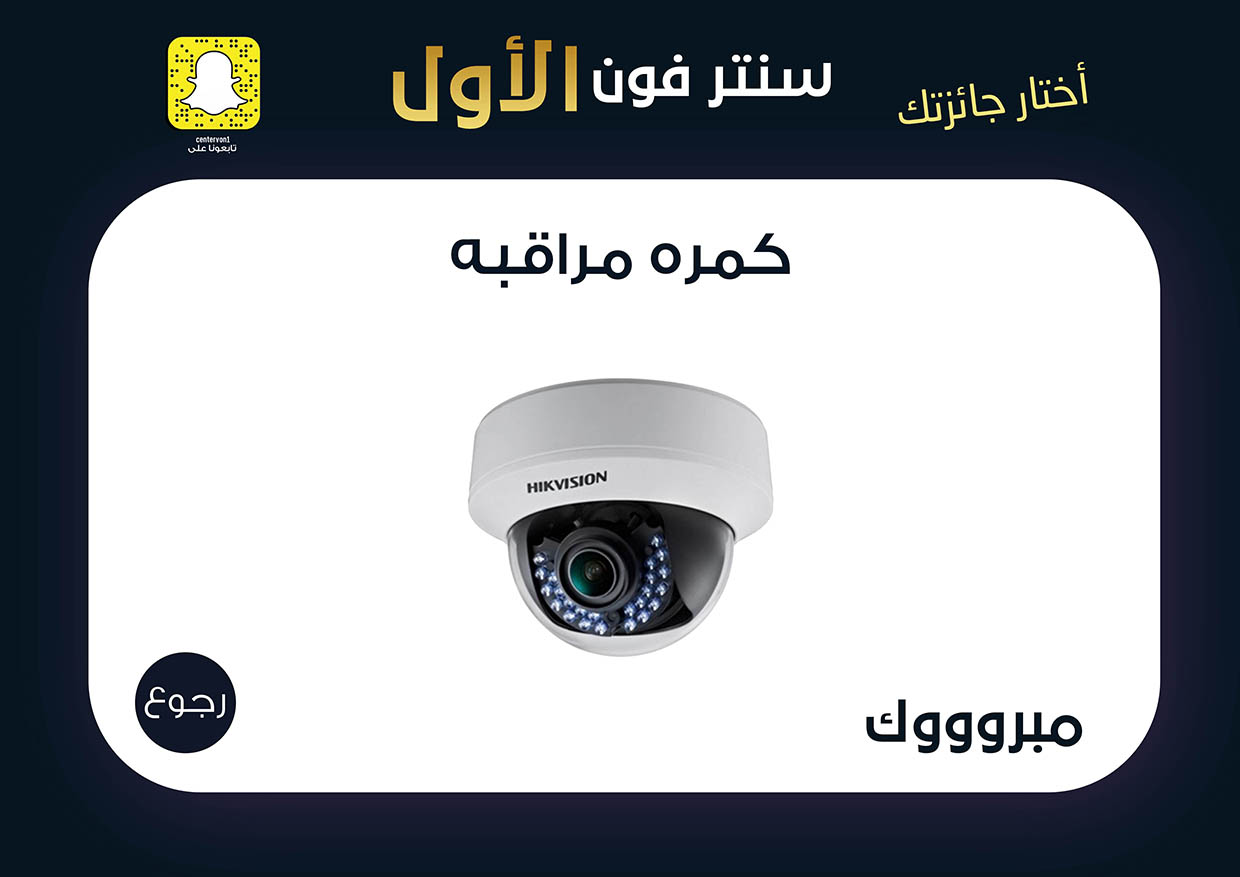 أختار جائزتك
سنتر فون الأول
centervon1
تابعونا على
كمره مراقبه
HIKVISION
مبروووك
رجوع